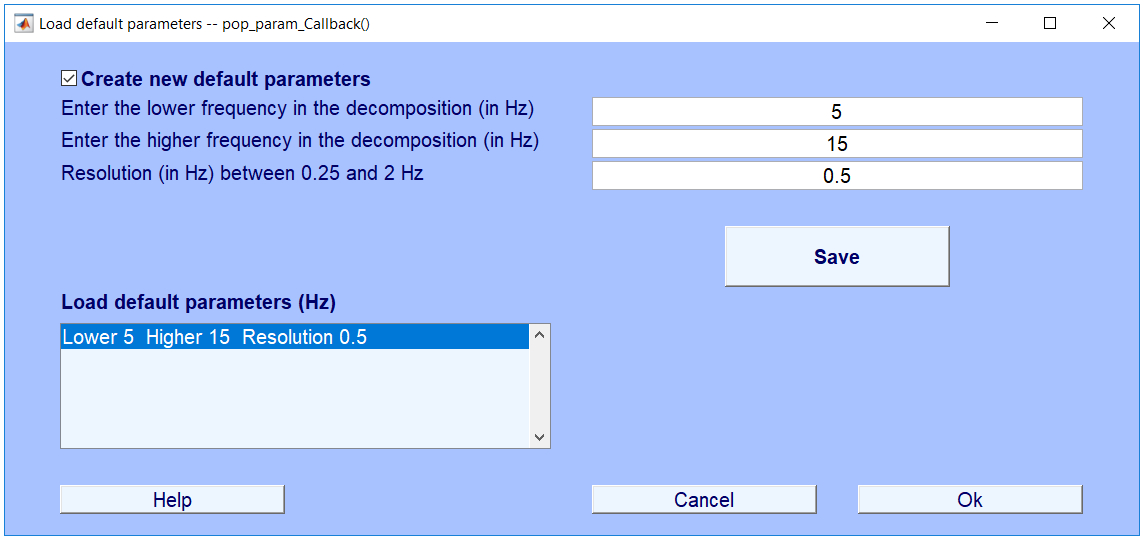 Load default parameters -- pop_param_Callback()
Create new default parameters
Enter the lower frequency in the decomposition (in Hz)
5
Enter the higher frequency in the decomposition (in Hz)
15
Resolution (in Hz) between 0.25 and 2 Hz
0.5
Save
Load default parameters (Hz)
Lower 5  Higher 15  Resolution 0.5
Help
Cancel
Ok